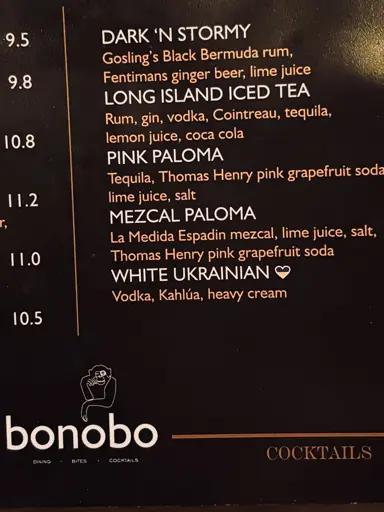 9.5
9.8
10.8
11.2
r,
11.0
10.5
DARK ‘N STORMY
Gosling's Black Bermuda rum,
Fentimans ginger beer, lime juice
LONG ISLAND ICED TEA
Rum, gin, vodka, Cointreau, tequila,
lemon juice, coca cola
PINK PALOMA
Tequila, Thomas Henry pink grapefruit soda
lime juice, salt
MEZCAL PALOMA
La Medida Espadin mezcal, lime juice, salt,
Thomas Henry pink grapefruit soda
WHITE UKRAINIAN
Vodka, Kahlúa, heavy cream
bonobo
DINING · BITES · COCKTAILS
COCKTAILS